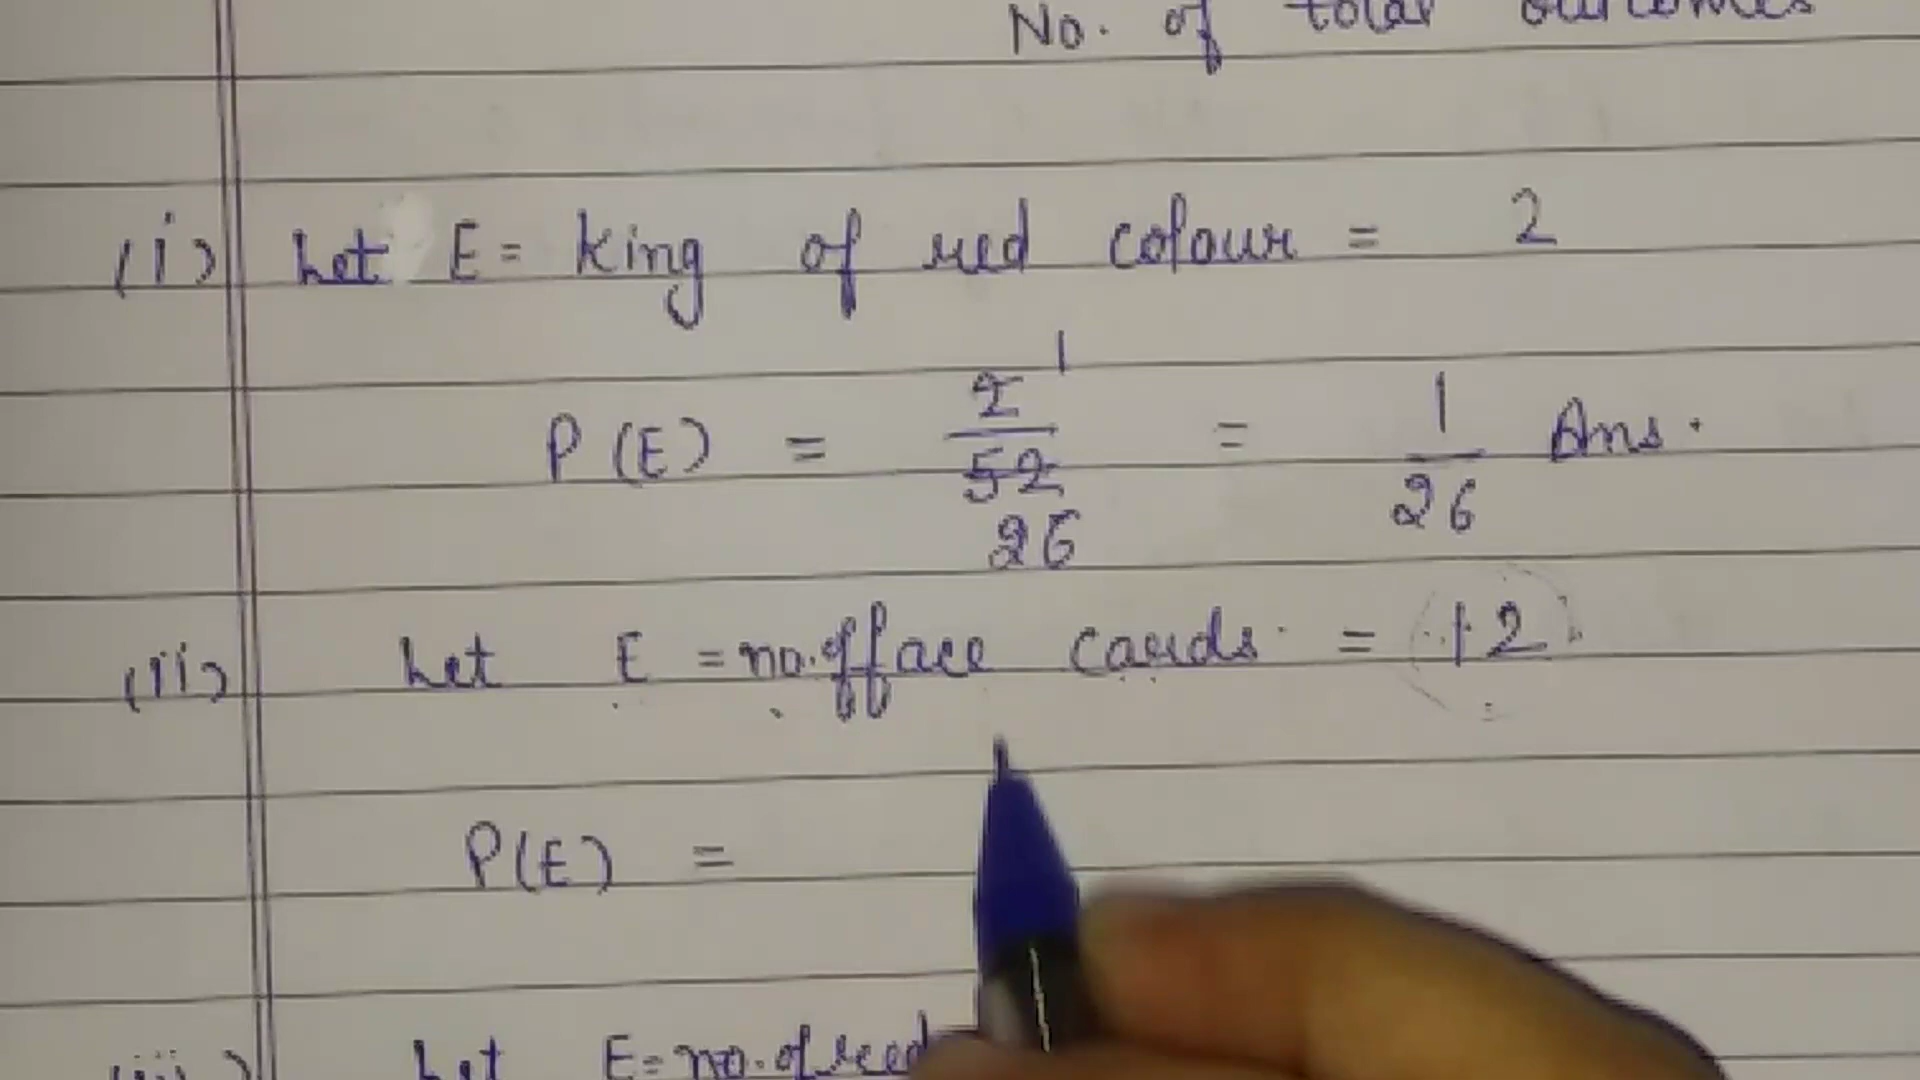 No. of total outcomes
(i) Let E = king of red colour = 2
P(E) = 2/52 1 26 = 1/26 Ans.
(ii) Let E = no. of face cards = 12
P(E) =
(iii) Let E = no. of red